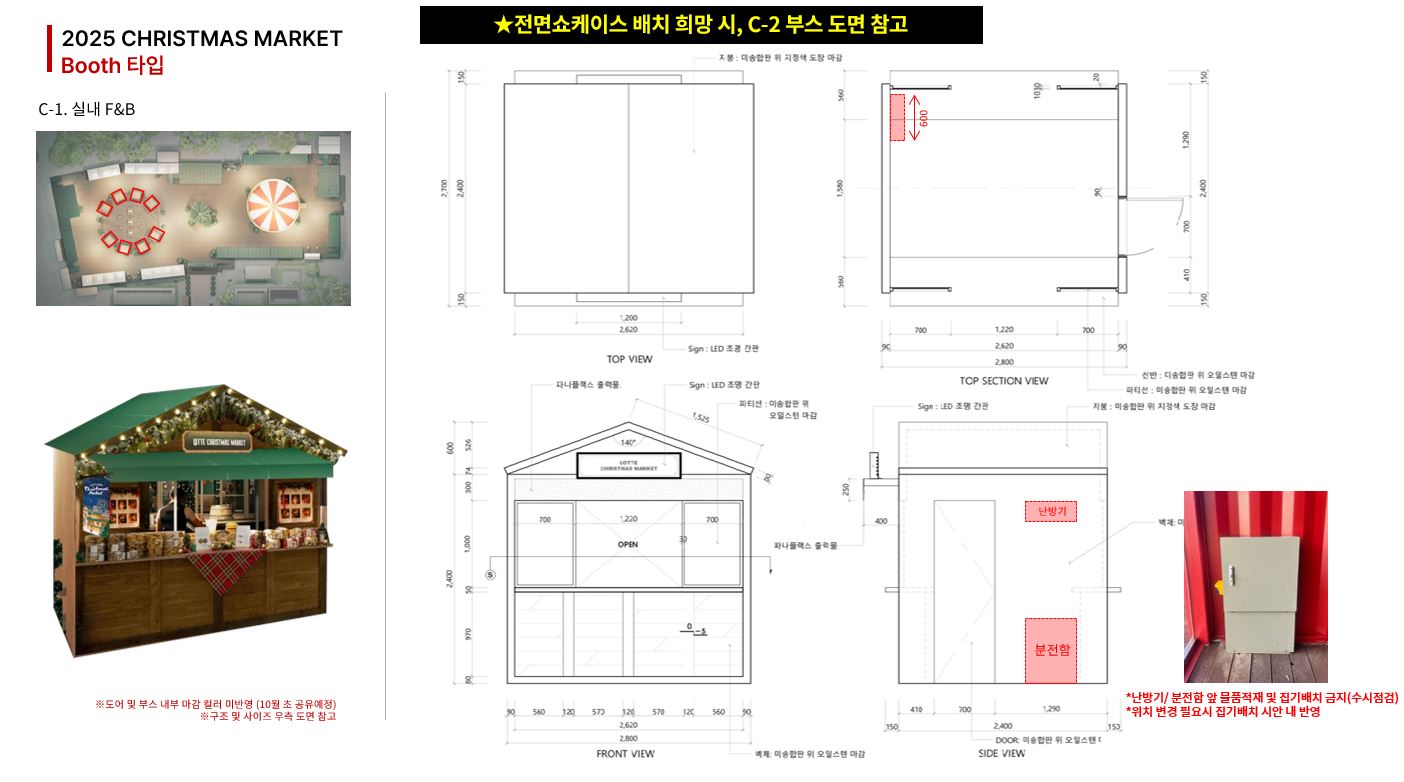 ★전면쇼케이스 배치 희망 시, C-2 부스 도면 참고
2025 CHRISTMAS MARKET
Booth 타입
C-1. 실내 F&B
LOTTE CHRISTMAS MARKET
※도어 및 부스 내부 마감 컬러 미반영 (10월 초 공유예정)
※구조 및 사이즈 우측 도면 참고
지붕 : 미송합판 위 지정색 도장 마감
150
2,700
2,400
150
1,200
2,620
Sign : LED 조명 간판
TOP VIEW
560
1,580
560
600
1030
20
90
150
1,290
2,400
700
410
150
700
1,220
700
90
2,620
90
2,800
TOP SECTION VIEW
선반 : 미송합판 위 오일스텐 마감
파티션 : 미송합판 위 오일스텐 마감
파나플랙스 출력물
Sign : LED 조명 간판
파티션 : 미송합판 위
오일스텐 마감
1,525
140°
90
LOTTE
CHRISTMAS MARKET
600
526
74
300
1,000
2,400
50
970
80
700
1,220
700
OPEN
30
S
0
-5
90
560
120
570
120
570
120
560
90
2,620
2,800
FRONT VIEW
벽체: 미송합판 위 오일스텐 마감
Sign : LED 조명 간판
지붕 : 미송합판 위 지정색 도장 마감
250
400
파나플랙스 출력물
난방기
분전함
벽체: 미
410
700
1,290
150
2,400
150
DOOR: 미송합판 위 오일스텐
SIDE VIEW
*난방기/ 분전함 앞 물품적재 및 집기배치 금지(수시점검)
*위치 변경 필요시 집기배치 시안 내 반영